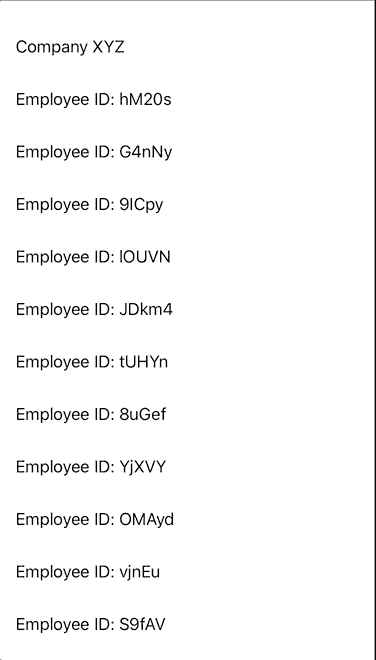 Company XYZ
Employee ID: hM20s
Employee ID: G4nNy
Employee ID: 9lCpy
Employee ID: lOUVN
Employee ID: JDkm4
Employee ID: tUHYn
Employee ID: 8uGef
Employee ID: YjXVY
Employee ID: OMAyd
Employee ID: vjnEu
Employee ID: S9fAV